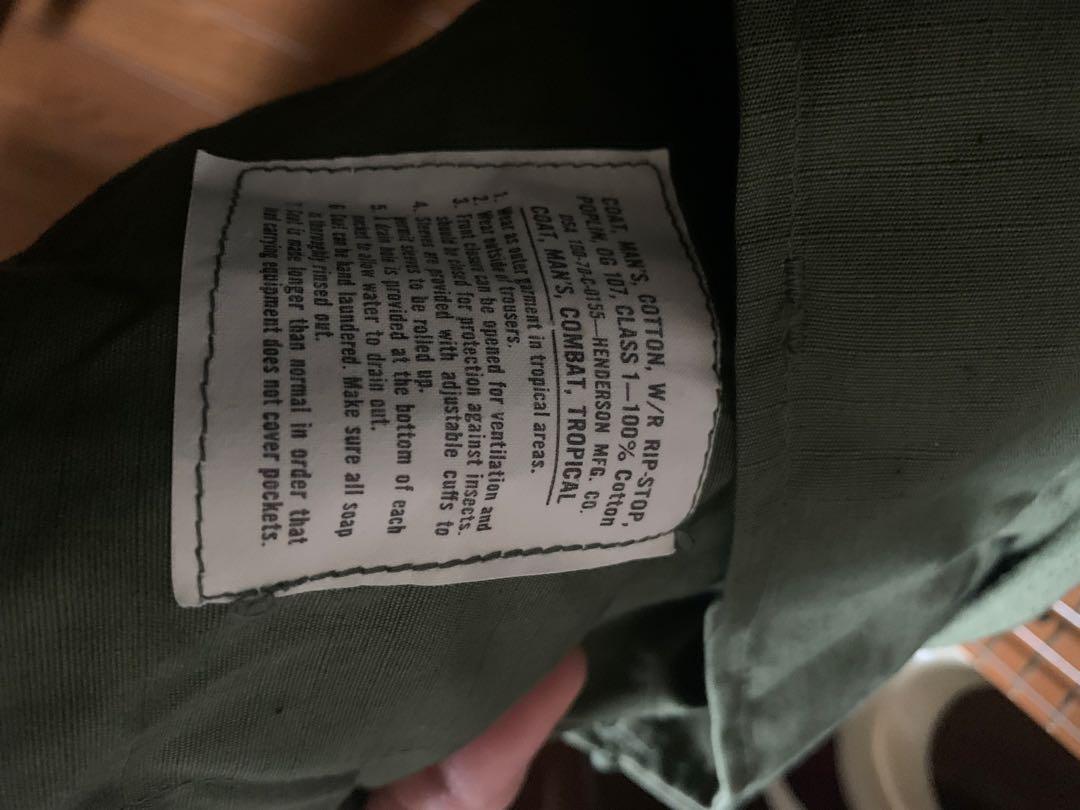 COAT, MAN'S, COTTON, W/R RIP-STOP,
POPLIN, OG 107, CLASS 1—100% Cotton
DSA 100-70-C-0155—HENDERSON MFG. CO.
COAT, MAN'S, COMBAT, TROPICAL
1. Wear as outer garment in tropical areas.
2. Wear outside of trousers.
3. Front closure can be opened for ventilation and
should be closed for protection against insects.
4. Sleeves are provided with adjustable cuffs to
permit sleeves to be rolled up.
5. A drain hole is provided at the bottom of each
pocket to allow water to drain out.
6 Coat can be hand laundered. Make sure all soap
is thoroughly rinsed out.
7. Coat is made longer than normal in order that
load carrying equipment does not cover pockets.